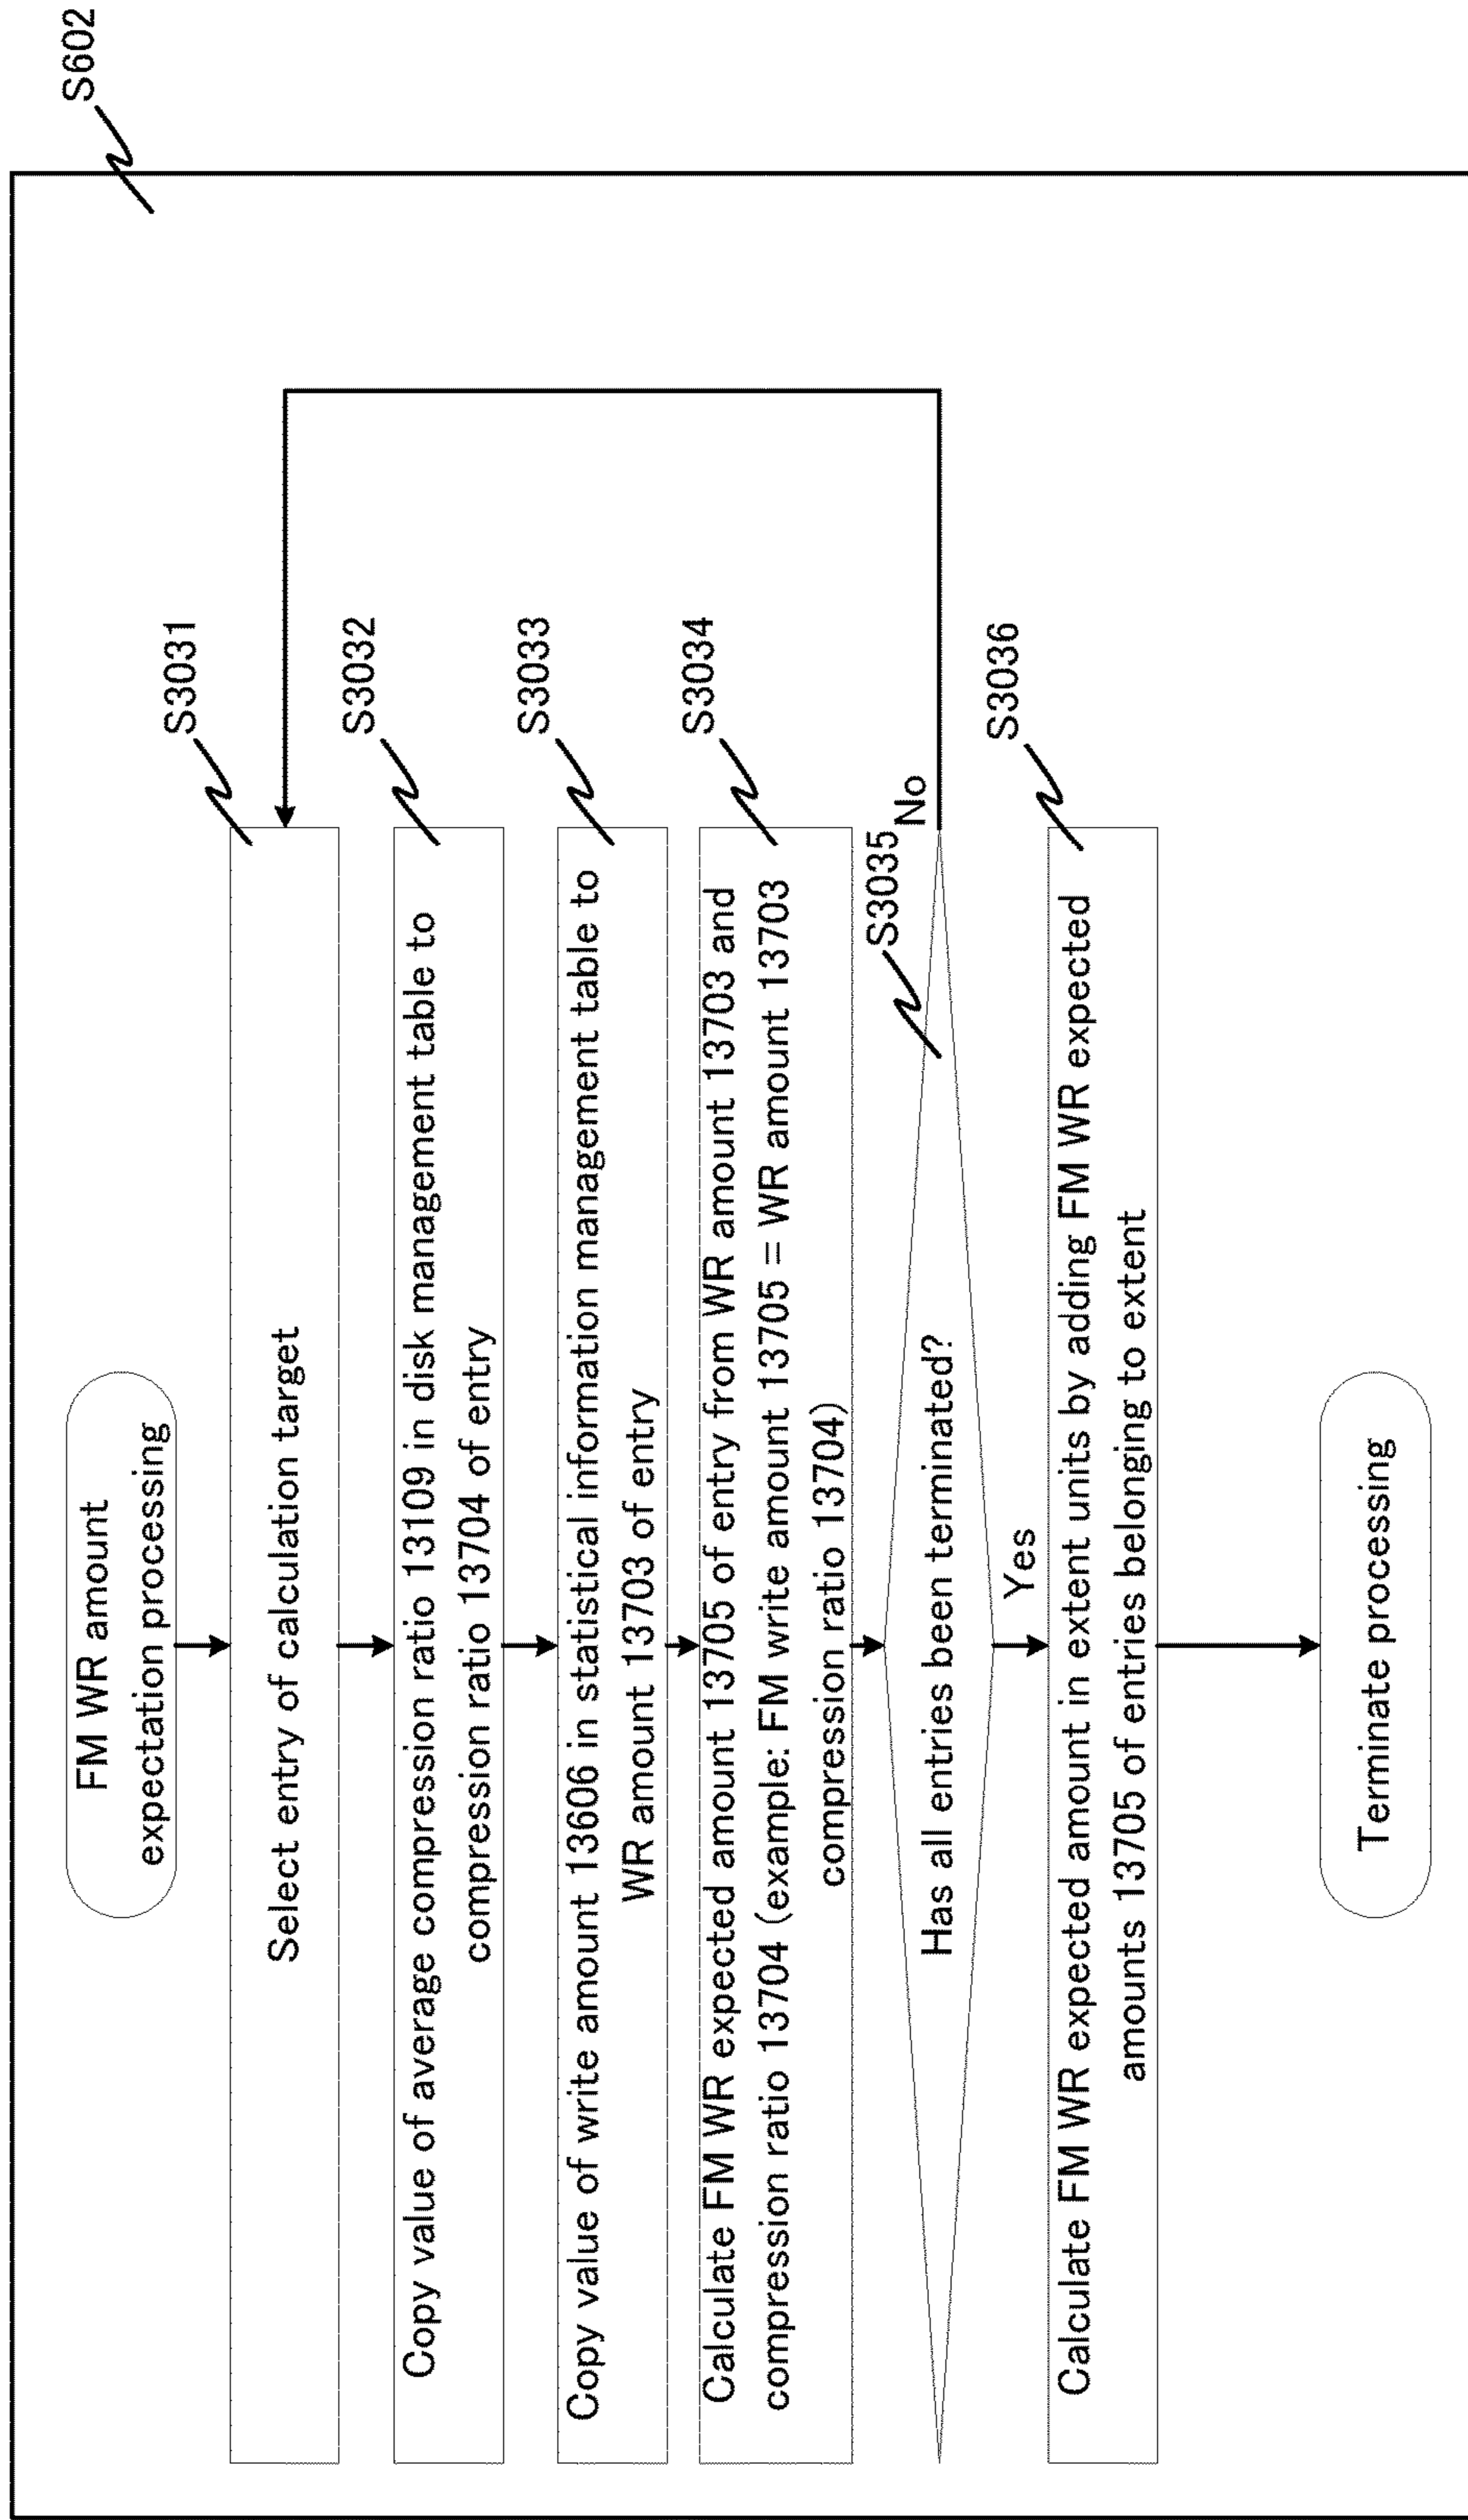 S602
FM WR amount
expectation processing
S3031
Select entry of calculation target
S3032
Copy value of average compression ratio 13109 in disk management table to
compression ratio 13704 of entry
S3033
Copy value of write amount 13606 in statistical information management table to
WR amount 13703 of entry
S3034
Calculate FM WR expected amount 13705 of entry from WR amount 13703 and
compression ratio 13704 (example: FM write amount 13705 = WR amount 13703
compression ratio 13704)
S3035
No
Has all entries been terminated?
Yes
S3036
Calculate FM WR expected amount in extent units by adding FM WR expected
amounts 13705 of entries belonging to extent
Terminate processing